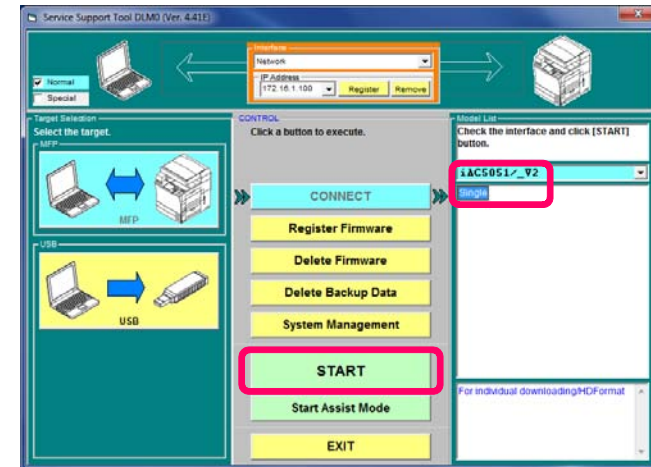 Service Support Tool DLM0 (Ver. 4.41E)
Normal
Special
Interface
Network
IP Address
172.16.1.100
Register
Remove
Target Selection
Select the target.
MFP
MFP
USB
USB
CONTROL
Click a button to execute.
CONNECT
Register Firmware
Delete Firmware
Delete Backup Data
System Management
START
Start Assist Mode
EXIT
Model List
Check the interface and click [START]
button.
iAC5051/_V2
Single
For individual downloading/HDFormat